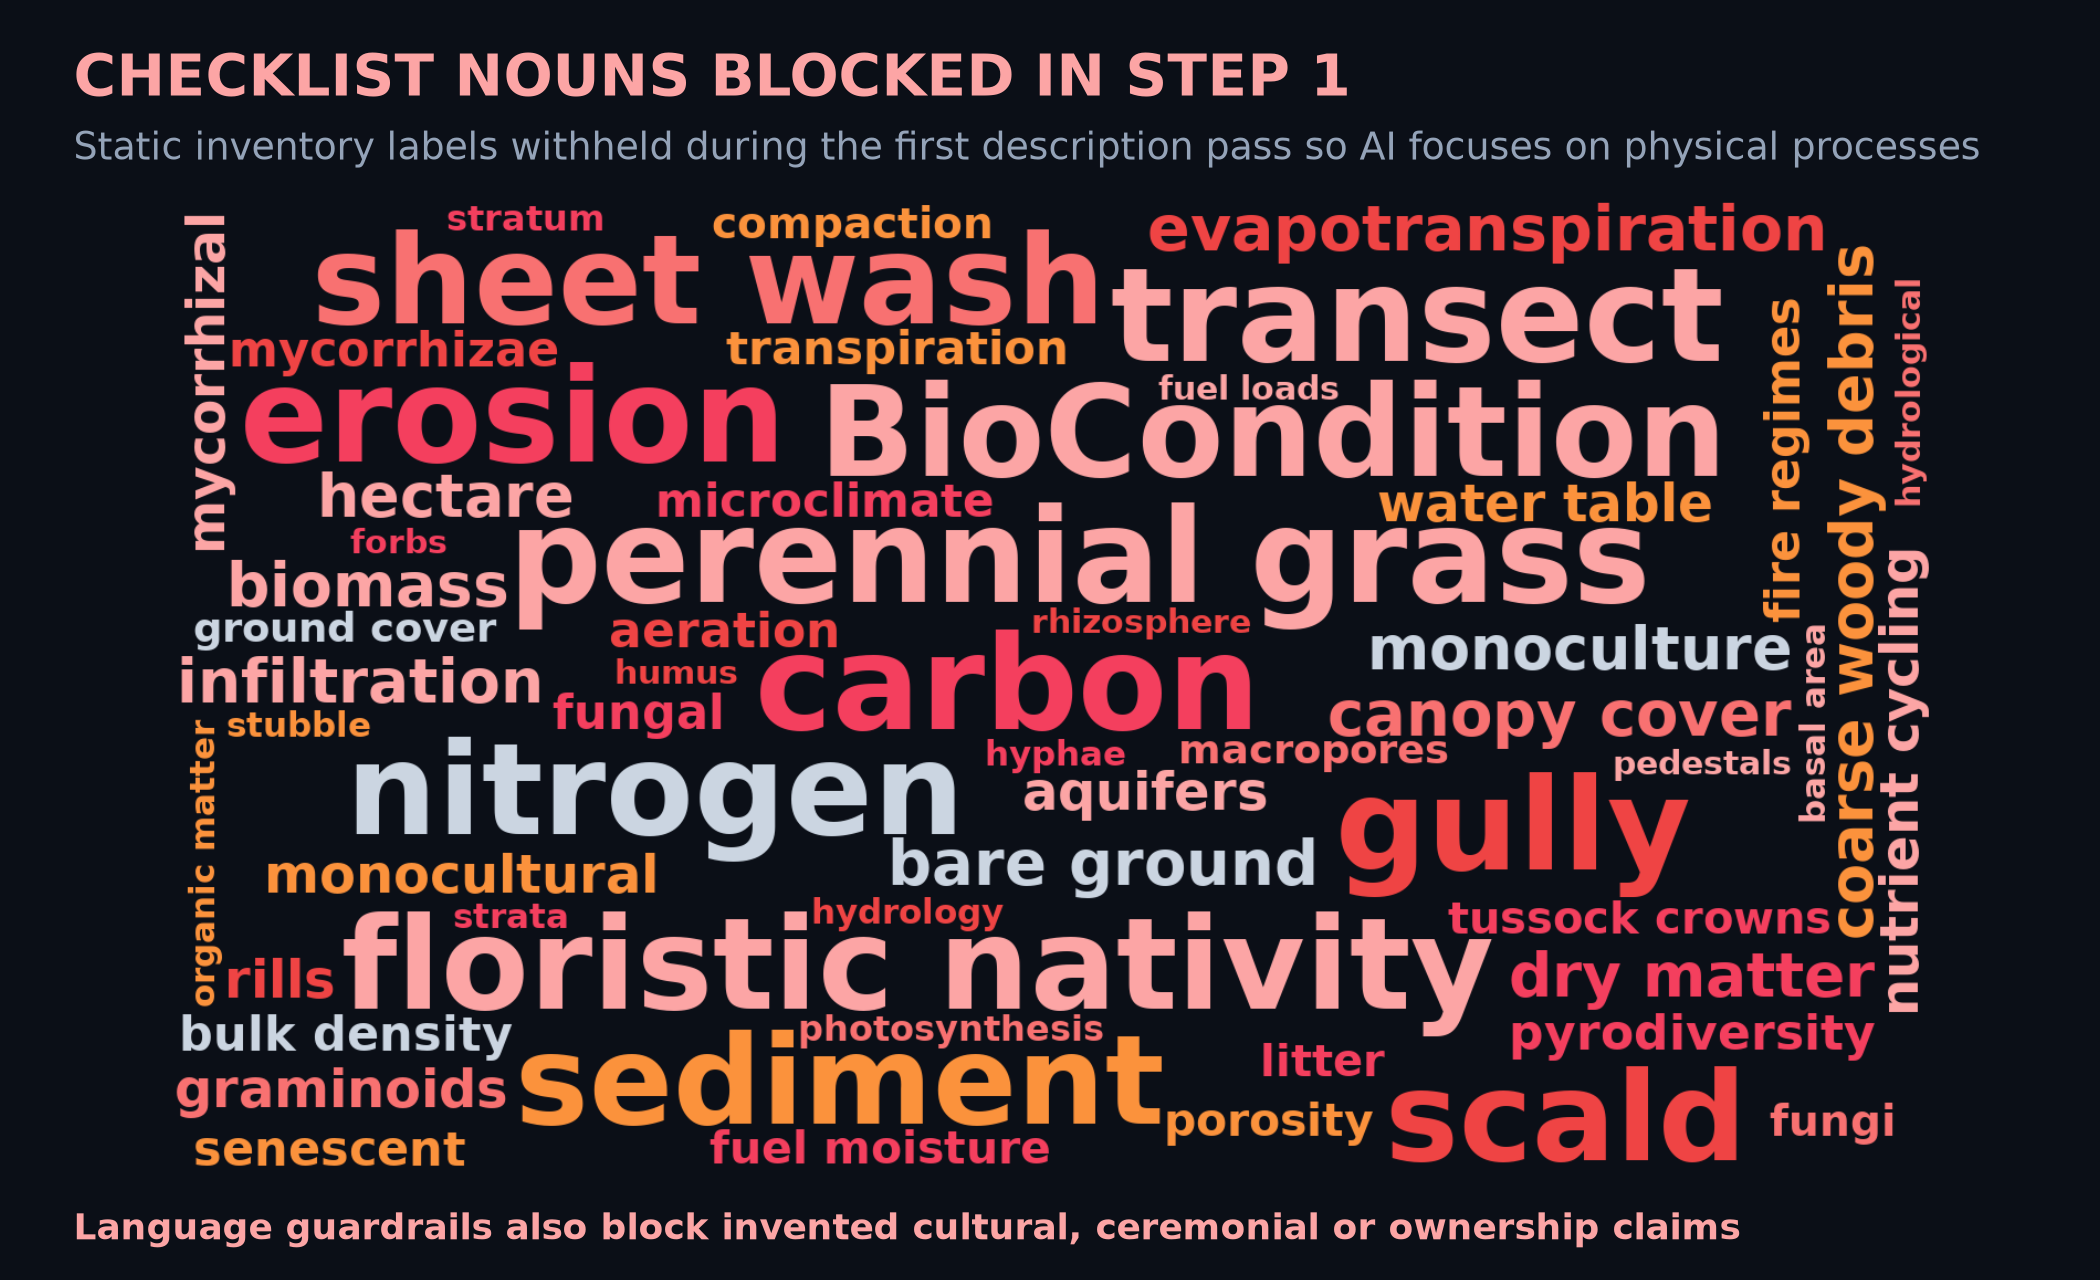 CHECKLIST NOUNS BLOCKED IN STEP 1
Static inventory labels withheld during the first description pass so AI focuses on physical processes
stratum
compaction
evapotranspiration
mycorrhizal
sheet wash
transect
coarse woody debris
hydrological
fire regimes
mycorrhizae
transpiration
erosion
BioCondition
fuel loads
hectare
microclimate
water table
forbs
perennial grass
biomass
ground cover
aeration
rhizosphere
monoculture
nutrient cycling
basal area
infiltration
humus
carbon
fungal
canopy cover
stubble
organic matter
nitrogen
hyphae
macropores
pedestals
aquifers
gully
monocultural
bare ground
strata
hydrology
tussock crowns
floristic nativity
rills
dry matter
bulk density
photosynthesis
pyrodiversity
sediment
litter
graminoids
scald
porosity
fungi
senescent
fuel moisture
Language guardrails also block invented cultural, ceremonial or ownership claims